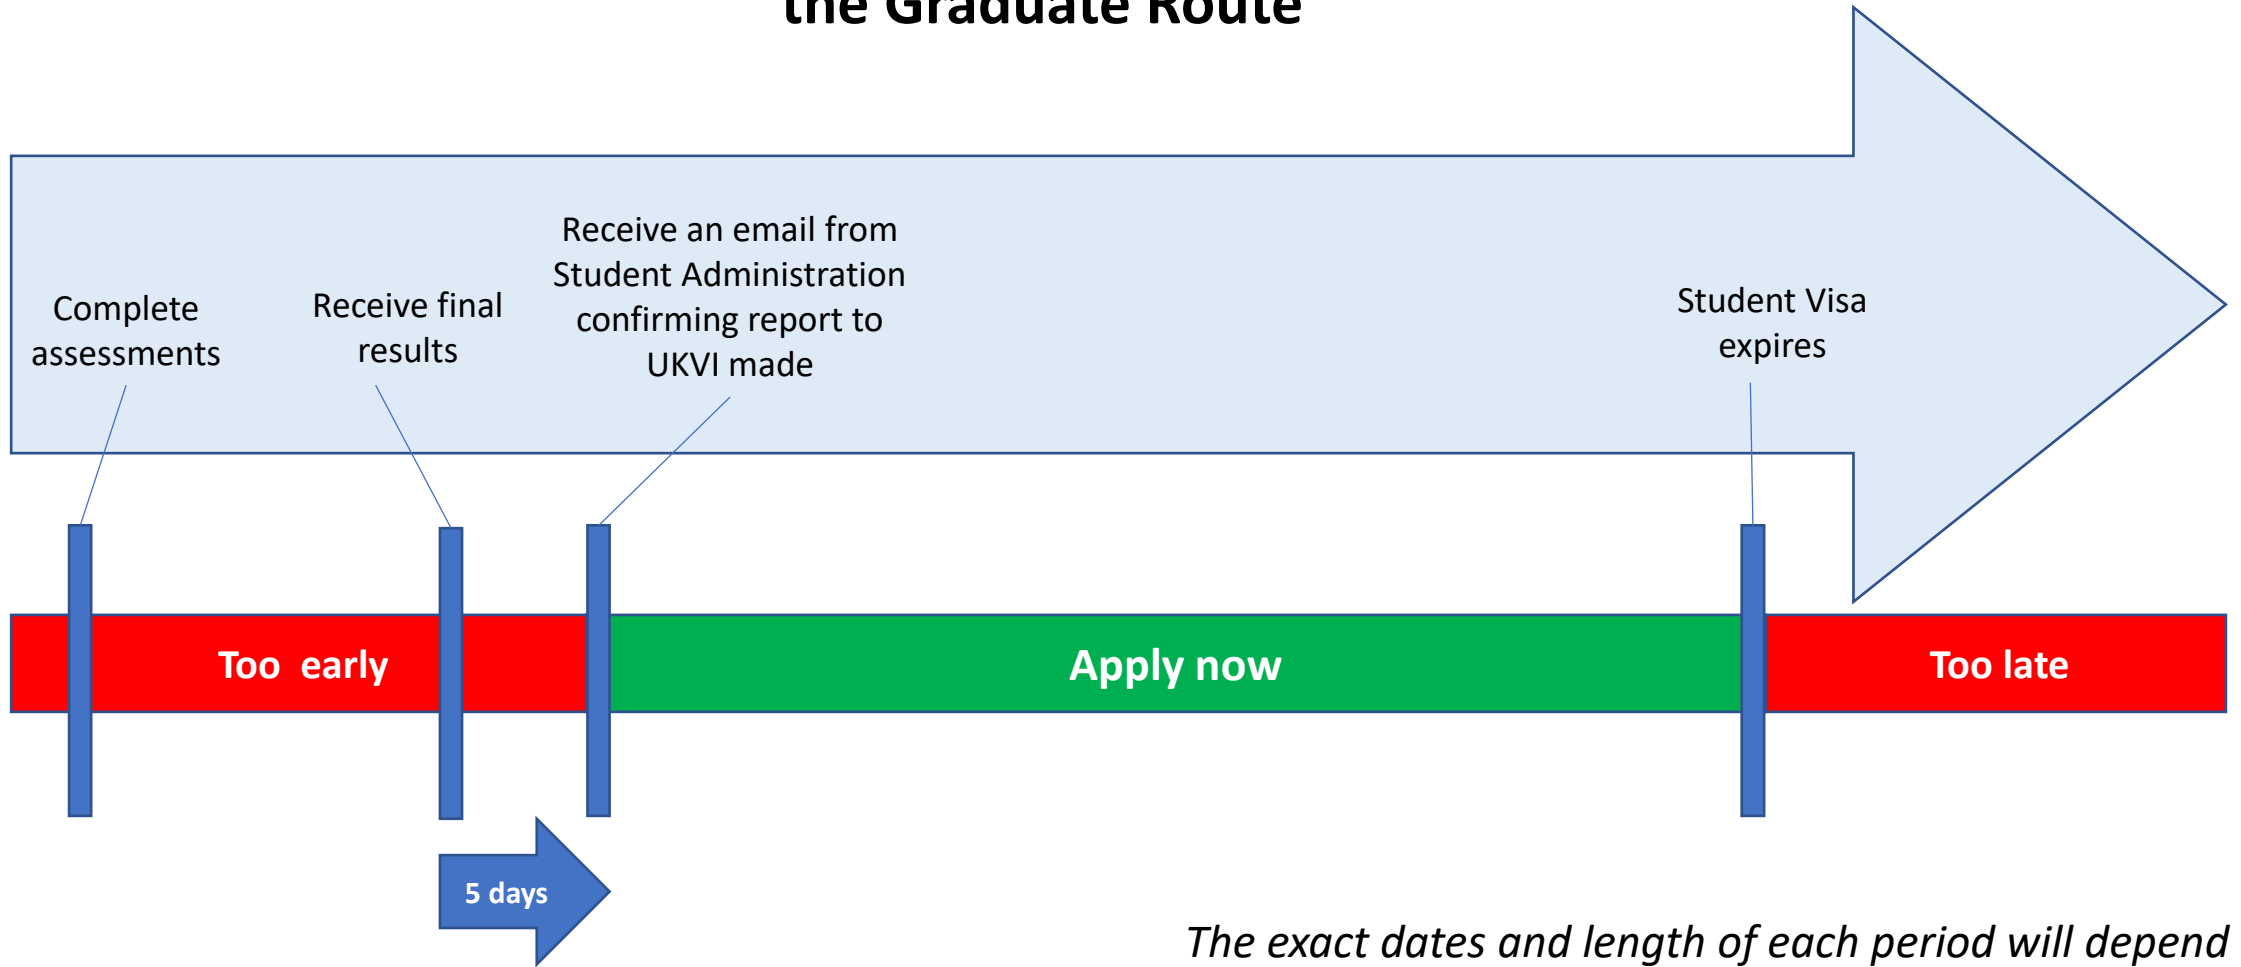 the Graduate Route
Complete
assessments
Receive final
results
Receive an email from
Student Administration
confirming report to
UKVI made
Student Visa
expires
Too early
Apply now
Too late
5 days
The exact dates and length of each period will depend